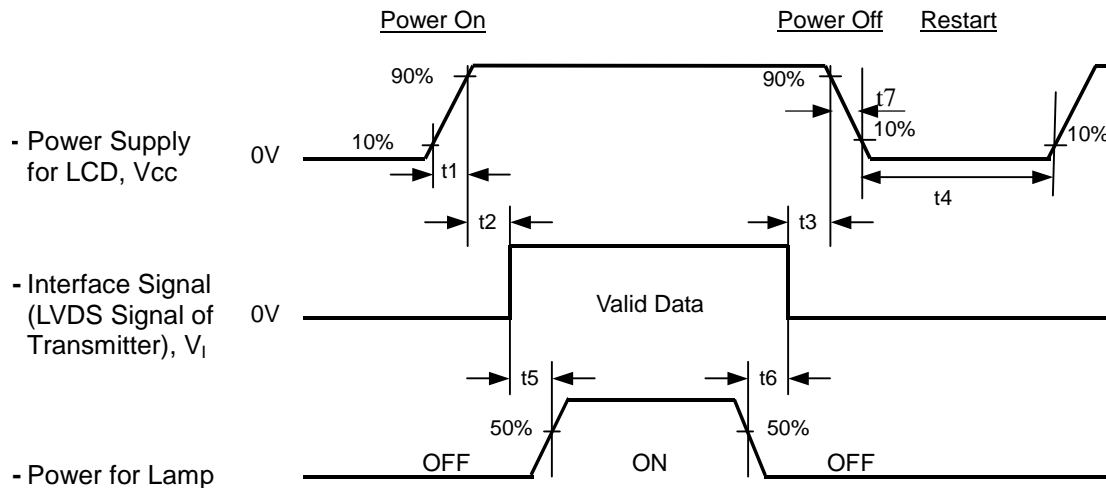 Power On
Power Off
Restart
90%
90%
t7
- Power Supply
for LCD, Vcc
0V
10%
10%
10%
t1
t4
t2
t3
- Interface Signal
(LVDS Signal of
Transmitter), VI
0V
Valid Data
t5
t6
50%
50%
- Power for Lamp
OFF
ON
OFF